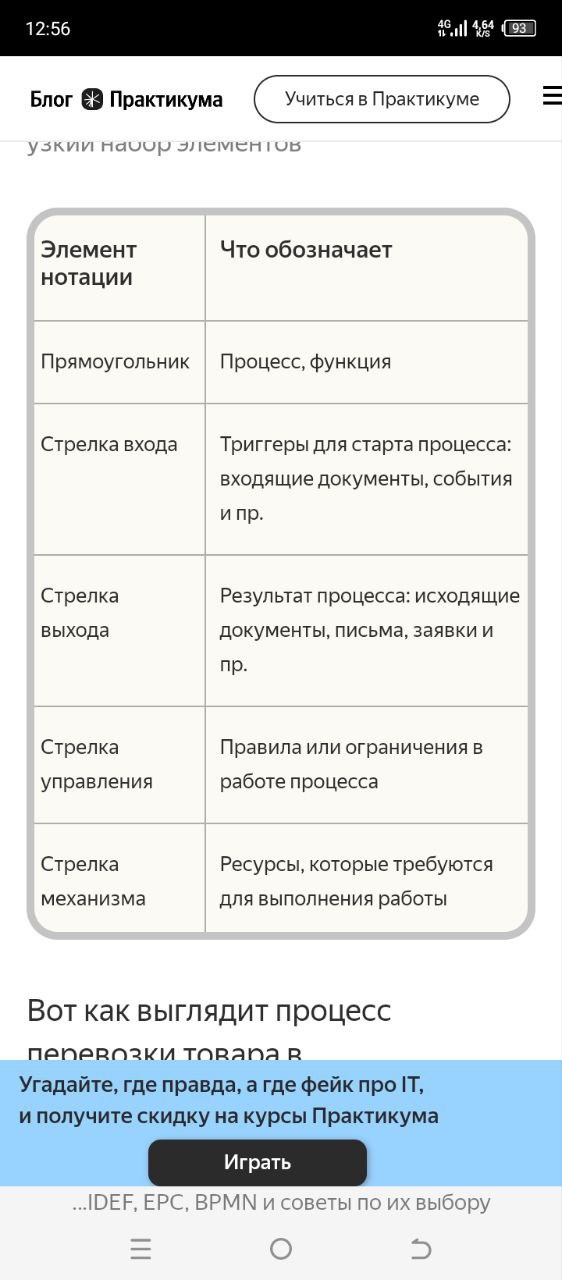 12:56
4G 4,64 K/S 93
Блог Практикума
Учиться в Практикуме
узкий набор элементов
Элемент нотации
Что обозначает
Прямоугольник
Процесс, функция
Стрелка входа
Триггеры для старта процесса:
входящие документы, события
и пр.
Стрелка
выхода
Результат процесса: исходящие
документы, письма, заявки и
пр.
Стрелка
управления
Правила или ограничения в
работе процесса
Стрелка
механизма
Ресурсы, которые требуются
для выполнения работы
Вот как выглядит процесс
перевозки товара в
Угадайте, где правда, а где фейк про IT,
и получите скидку на курсы Практикума
Играть
...IDEF, EPC, BPMN и советы по их выбору